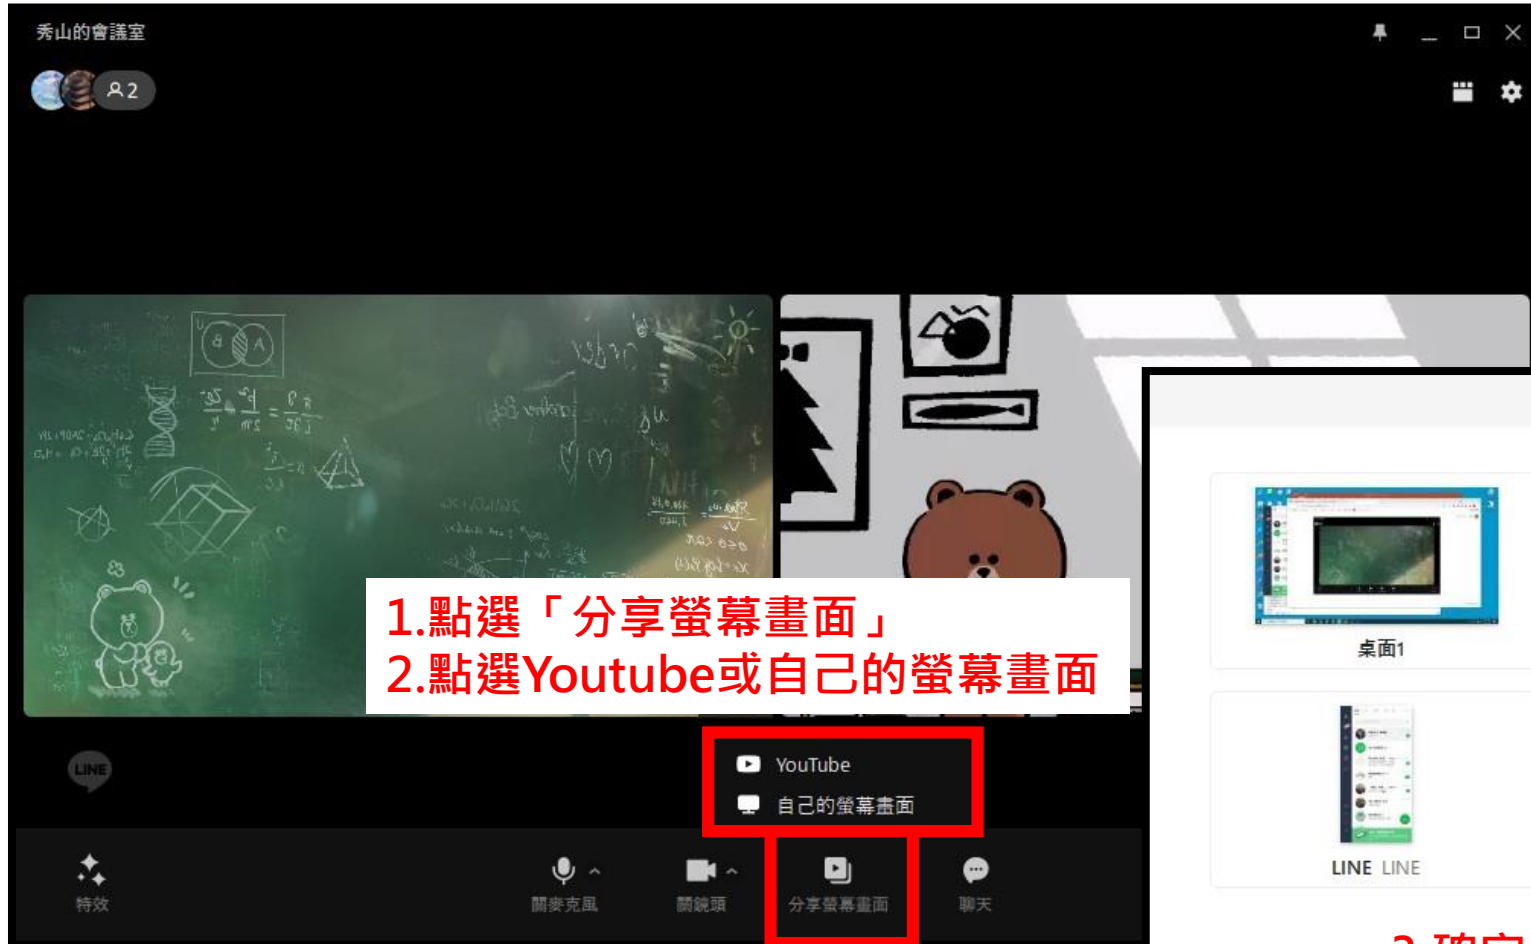 秀山的會議室
2
1.點選「分享螢幕畫面」
2.點選Youtube或自己的螢幕畫面
桌面1
LINE
YouTube
自己的螢幕畫面
LINE LINE
特效
關麥克風
關鏡頭
分享螢幕畫面
聊天